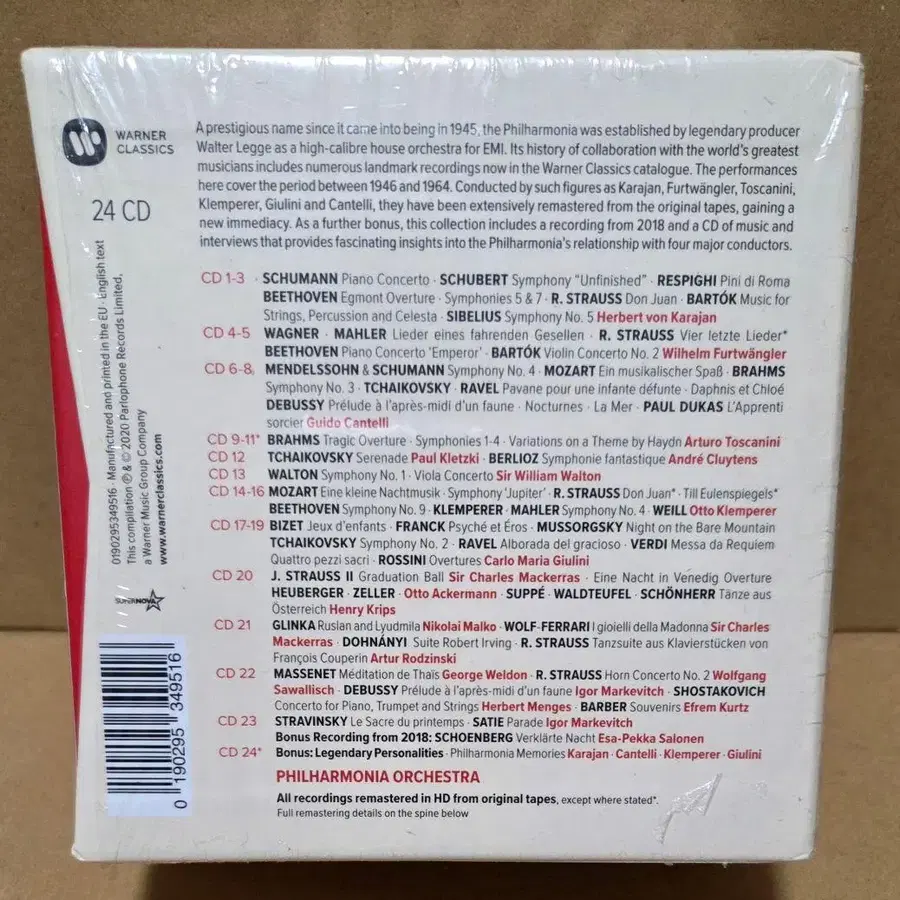 WARNER
CLASSICS
24 CD
A prestigious name since it came into being in 1945, the Philharmonia was established by legendary producer
Walter Legge as a high-calibre house orchestra for EMI. Its history of collaboration with the world's greatest
musicians includes numerous landmark recordings now in the Warner Classics catalogue. The performances
here cover the period between 1946 and 1964. Conducted by such figures as Karajan, Furtwängler, Toscanini,
Klemperer, Giulini and Cantelli, they have been extensively remastered from the original tapes, gaining a
new immediacy. As a further bonus, this collection includes a recording from 2018 and a CD of music and
interviews that provides fascinating insights into the Philharmonia's relationship with four major conductors.
CD 1-3 · SCHUMANN Piano Concerto · SCHUBERT Symphony "Unfinished" · RESPIGHI Pini di Roma
BEETHOVEN Egmont Overture · Symphonies 5 & 7 · R. STRAUSS Don Juan · BARTÓK Music for
Strings, Percussion and Celesta · SIBELIUS Symphony No. 5 Herbert von Karajan
CD 4-5 WAGNER · MAHLER Lieder eines fahrenden Gesellen · R. STRAUSS Vier letzte Lieder*
BEETHOVEN Piano Concerto 'Emperor' · BARTÓK Violin Concerto No. 2 Wilhelm Furtwängler
CD 6-8 MENDELSSOHN & SCHUMANN Symphony No. 4 · MOZART Ein musikalischer Spaß · BRAHMS
Symphony No. 3 · TCHAIKOVSKY · RAVEL Pavane pour une infante défunte · Daphnis et Chloé
DEBUSSY Prélude à l'après-midi d'un faune · Nocturnes · La Mer · PAUL DUKAS L'Apprenti
sorcier Guido Cantelli
CD 9-11* BRAHMS Tragic Overture · Symphonies 1-4 · Variations on a Theme by Haydn Arturo Toscanini
CD 12 TCHAIKOVSKY Serenade Paul Kletzki · BERLIOZ Symphonie fantastique André Cluytens
CD 13 WALTON Symphony No. 1 · Viola Concerto Sir William Walton
CD 14-16 MOZART Eine kleine Nachtmusik · Symphony 'Jupiter' · R. STRAUSS Don Juan* · Till Eulenspiegels*
BEETHOVEN Symphony No. 9 · KLEMPERER · MAHLER Symphony No. 4 · WEILL Otto Klemperer
CD 17-19 BIZET Jeux d'enfants · FRANCK Psyché et Éros · MUSSORGSKY Night on the Bare Mountain
TCHAIKOVSKY Symphony No. 2 · RAVEL Alborada del gracioso · VERDI Messa da Requiem
Quattro pezzi sacri · ROSSINI Overtures Carlo Maria Giulini
CD 20 J. STRAUSS II Graduation Ball Sir Charles Mackerras · Eine Nacht in Venedig Overture
HEUBERGER · ZELLER · Otto Ackermann · SUPPÉ · WALDTEUFEL · SCHÖNHERR Tänze aus
Österreich Henry Krips
CD 21 GLINKA Ruslan and Lyudmila Nikolai Malko · WOLF-FERRARI I gioielli della Madonna Sir Charles
Mackerras · DOHNÁNYI Suite Robert Irving · R. STRAUSS Tanzsuite aus Klavierstücken von
François Couperin Artur Rodzinski
CD 22 MASSENET Méditation de Thaïs George Weldon · R. STRAUSS Horn Concerto No. 2 Wolfgang
Sawallisch · DEBUSSY Prélude à l'après-midi d'un faune Igor Markevitch · SHOSTAKOVICH
Concerto for Piano, Trumpet and Strings Herbert Menges · BARBER Souvenirs Efrem Kurtz
CD 23 STRAVINSKY Le Sacre du printemps · SATIE Parade Igor Markevitch
Bonus Recording from 2018: SCHOENBERG Verklärte Nacht Esa-Pekka Salonen
CD 24* Bonus: Legendary Personalities · Philharmonia Memories Karajan · Cantelli · Klemperer · Giulini
PHILHARMONIA ORCHESTRA
All recordings remastered in HD from original tapes, except where stated*.
Full remastering details on the spine below
0190295349516 · Manufactured and printed in the EU · English text
This compilation ℗ & © 2020 Parlophone Records Limited,
a Warner Music Group Company
www.warnerclassics.com
SUPERNOVA
0 190295 349516